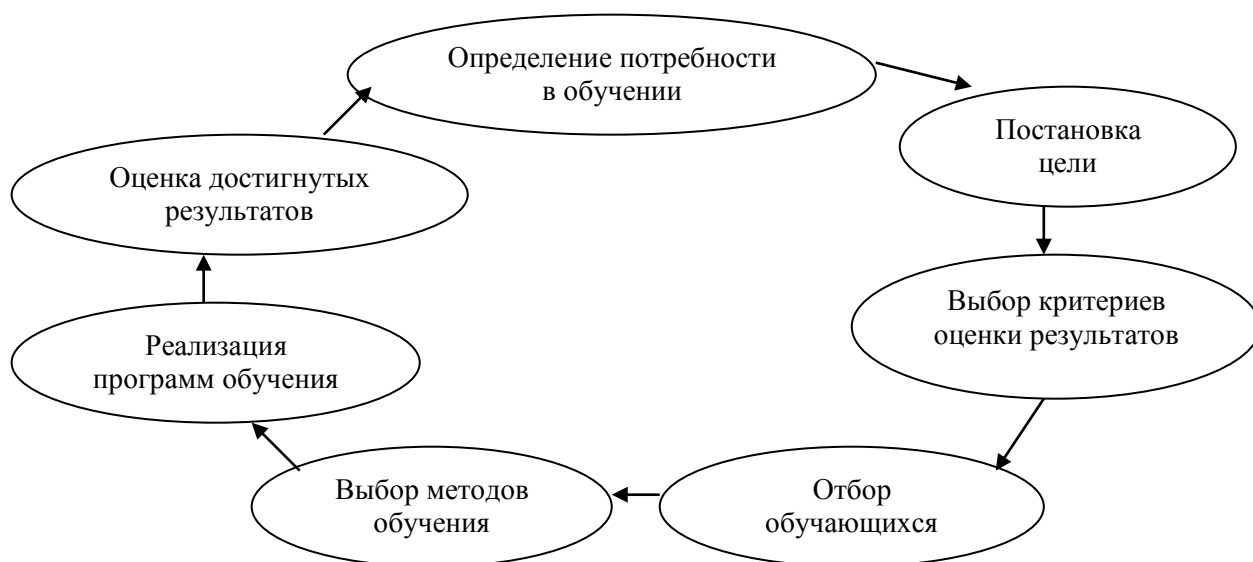 Определение потребности
в обучении
Постановка
цели
Выбор критериев
оценки результатов
Отбор
обучающихся
Выбор методов
обучения
Реализация
программ обучения
Оценка достигнутых
результатов